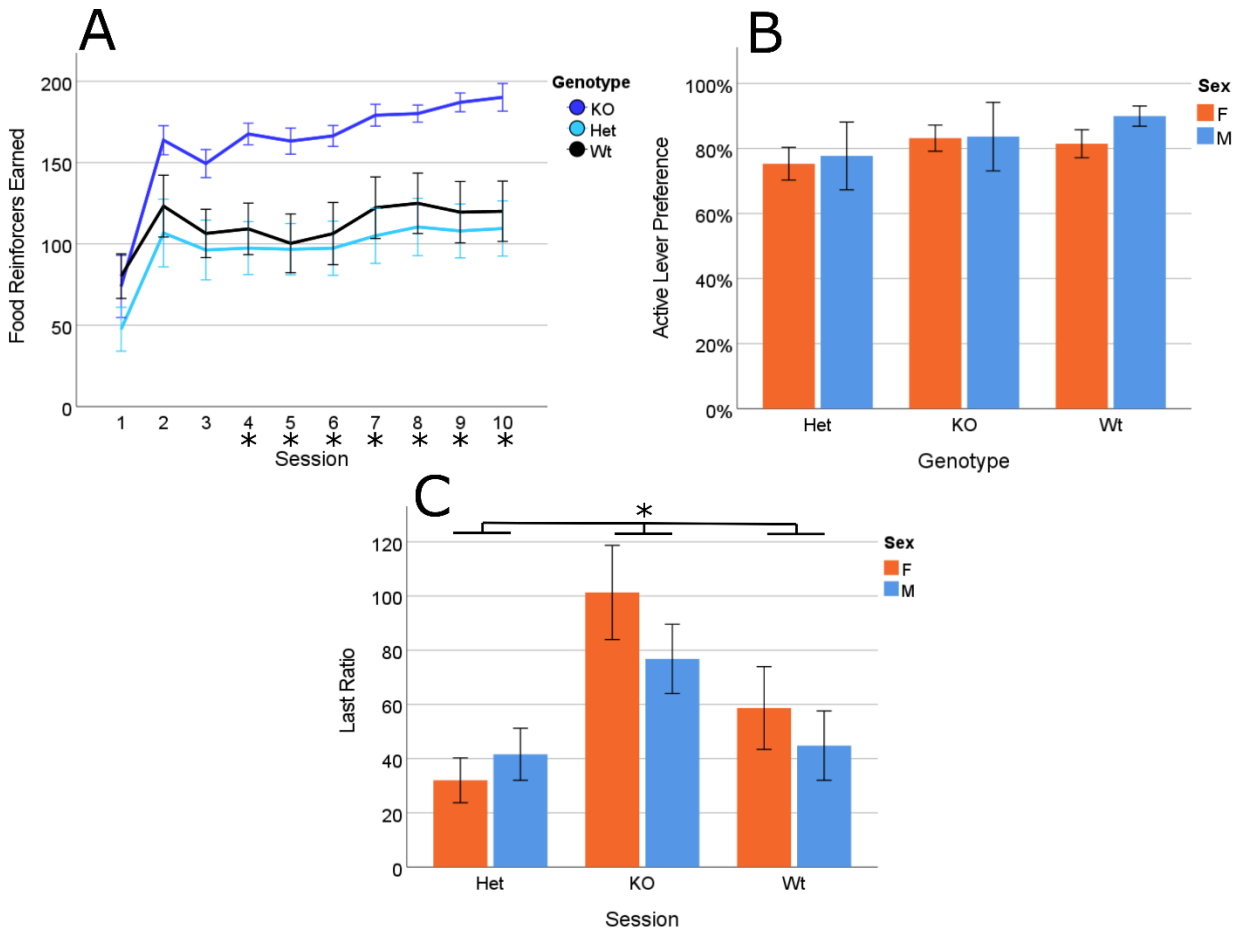 A
Food Reinforcers Earned
200
150
100
50
0
1 2 3 4 5 6 7 8 9 10
* * * * * * *
Session
Genotype
KO
Het
Wt
B
Active Lever Preference
100%
80%
60%
40%
20%
0%
Het KO Wt
Genotype
Sex
F
M
C
*
Last Ratio
120
100
80
60
40
20
0
Het KO Wt
Session
Sex
F
M